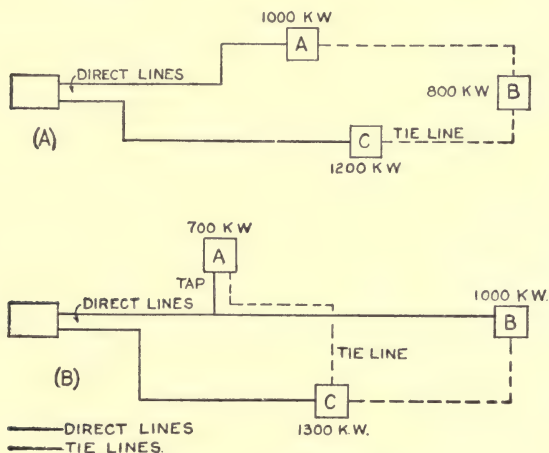 1000 KW
A
DIRECT LINES
800 KW B
(A)
C TIE LINE
1200 KW
700 KW
A
TAP
DIRECT LINES
1000 KW.
B
TIE LINE
(B)
C
1300 K.W.
DIRECT LINES
TIE LINES.